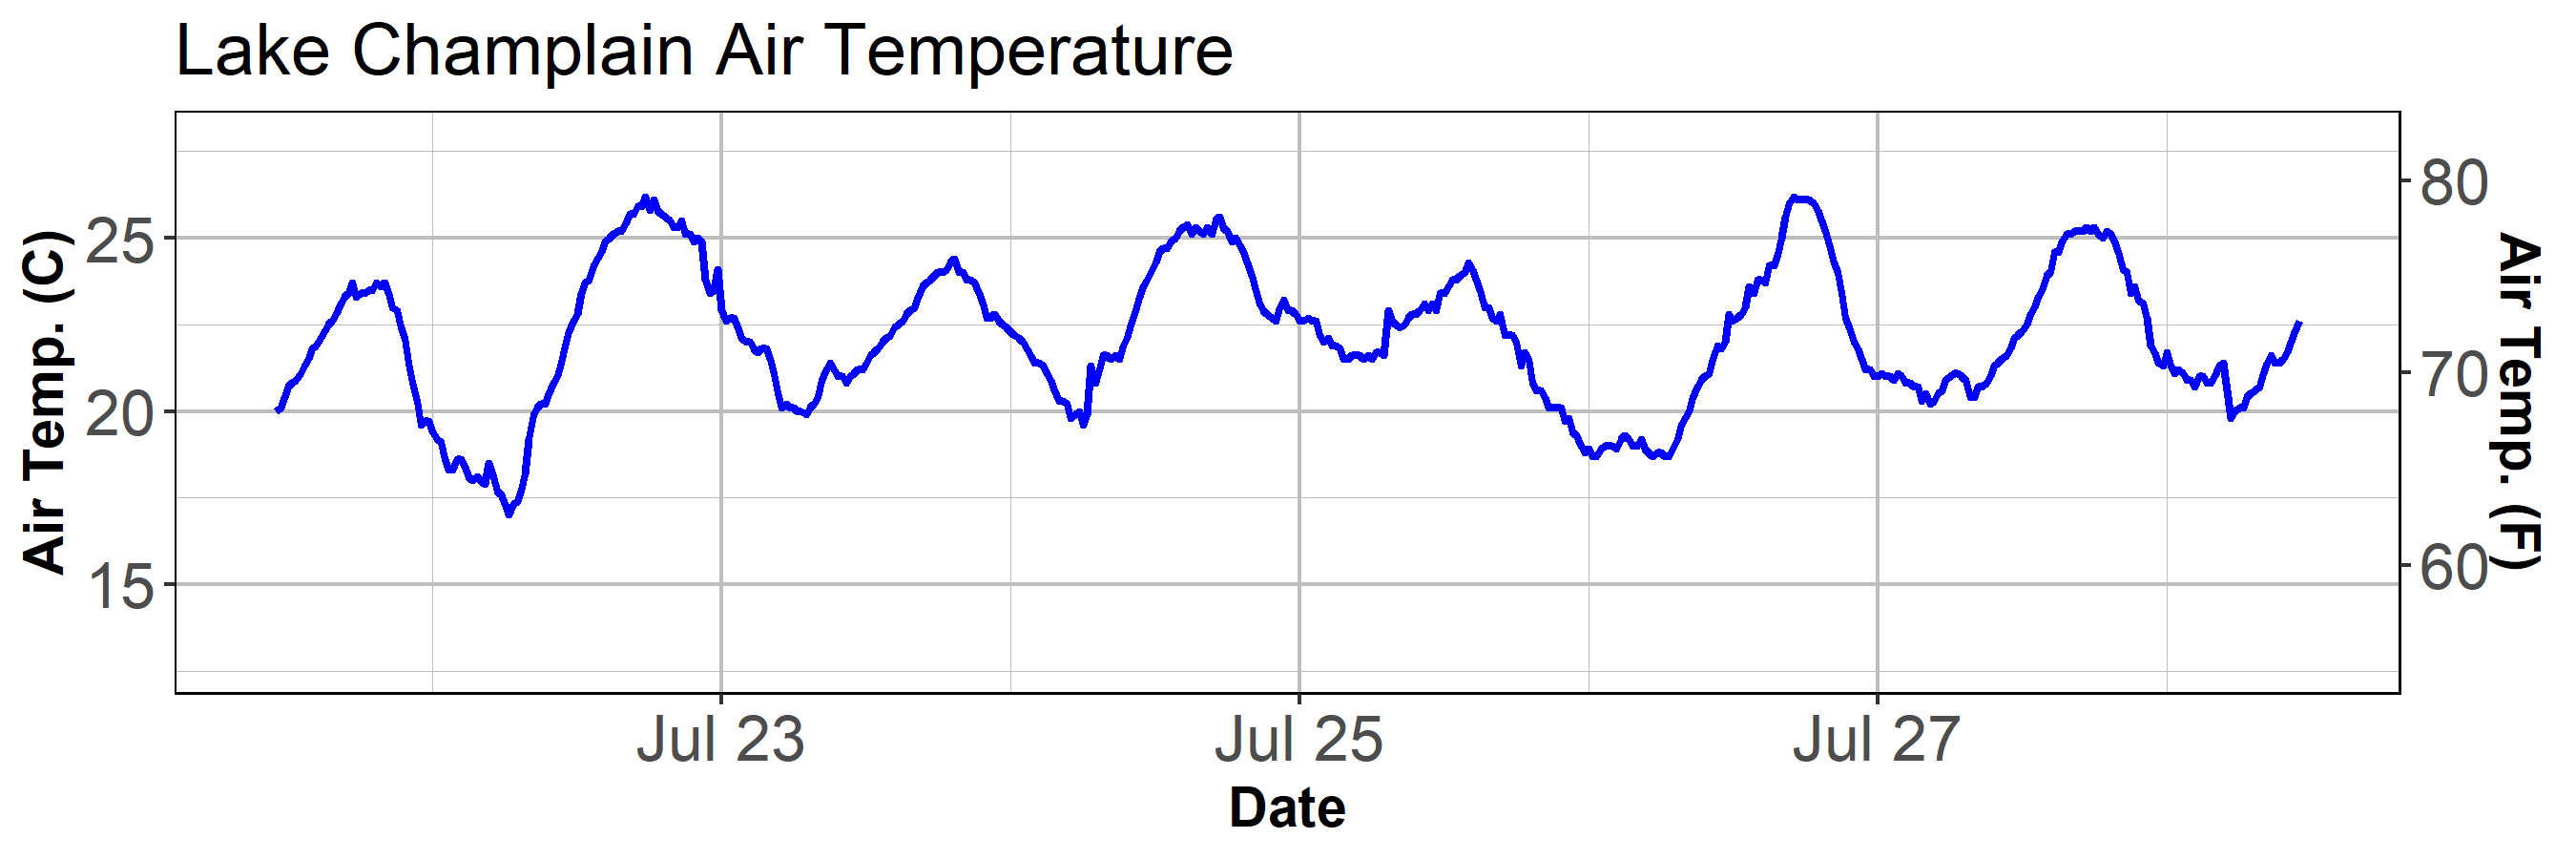 Lake Champlain Air Temperature
Air Temp. (C)
25
20
15
80
70
60
Air Temp. (F)
Jul 23
Jul 25
Jul 27
Date